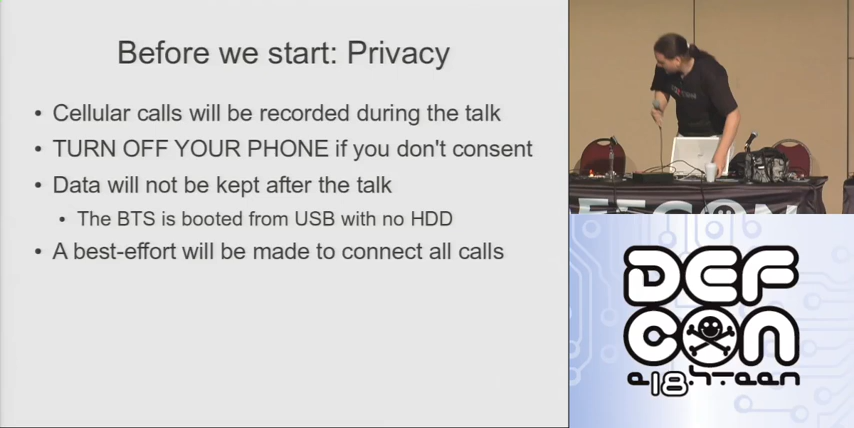 Before we start: Privacy
• Cellular calls will be recorded during the talk
• TURN OFF YOUR PHONE if you don't consent
• Data will not be kept after the talk
• The BTS is booted from USB with no HDD
• A best-effort will be made to connect all calls
DEF
CON
18